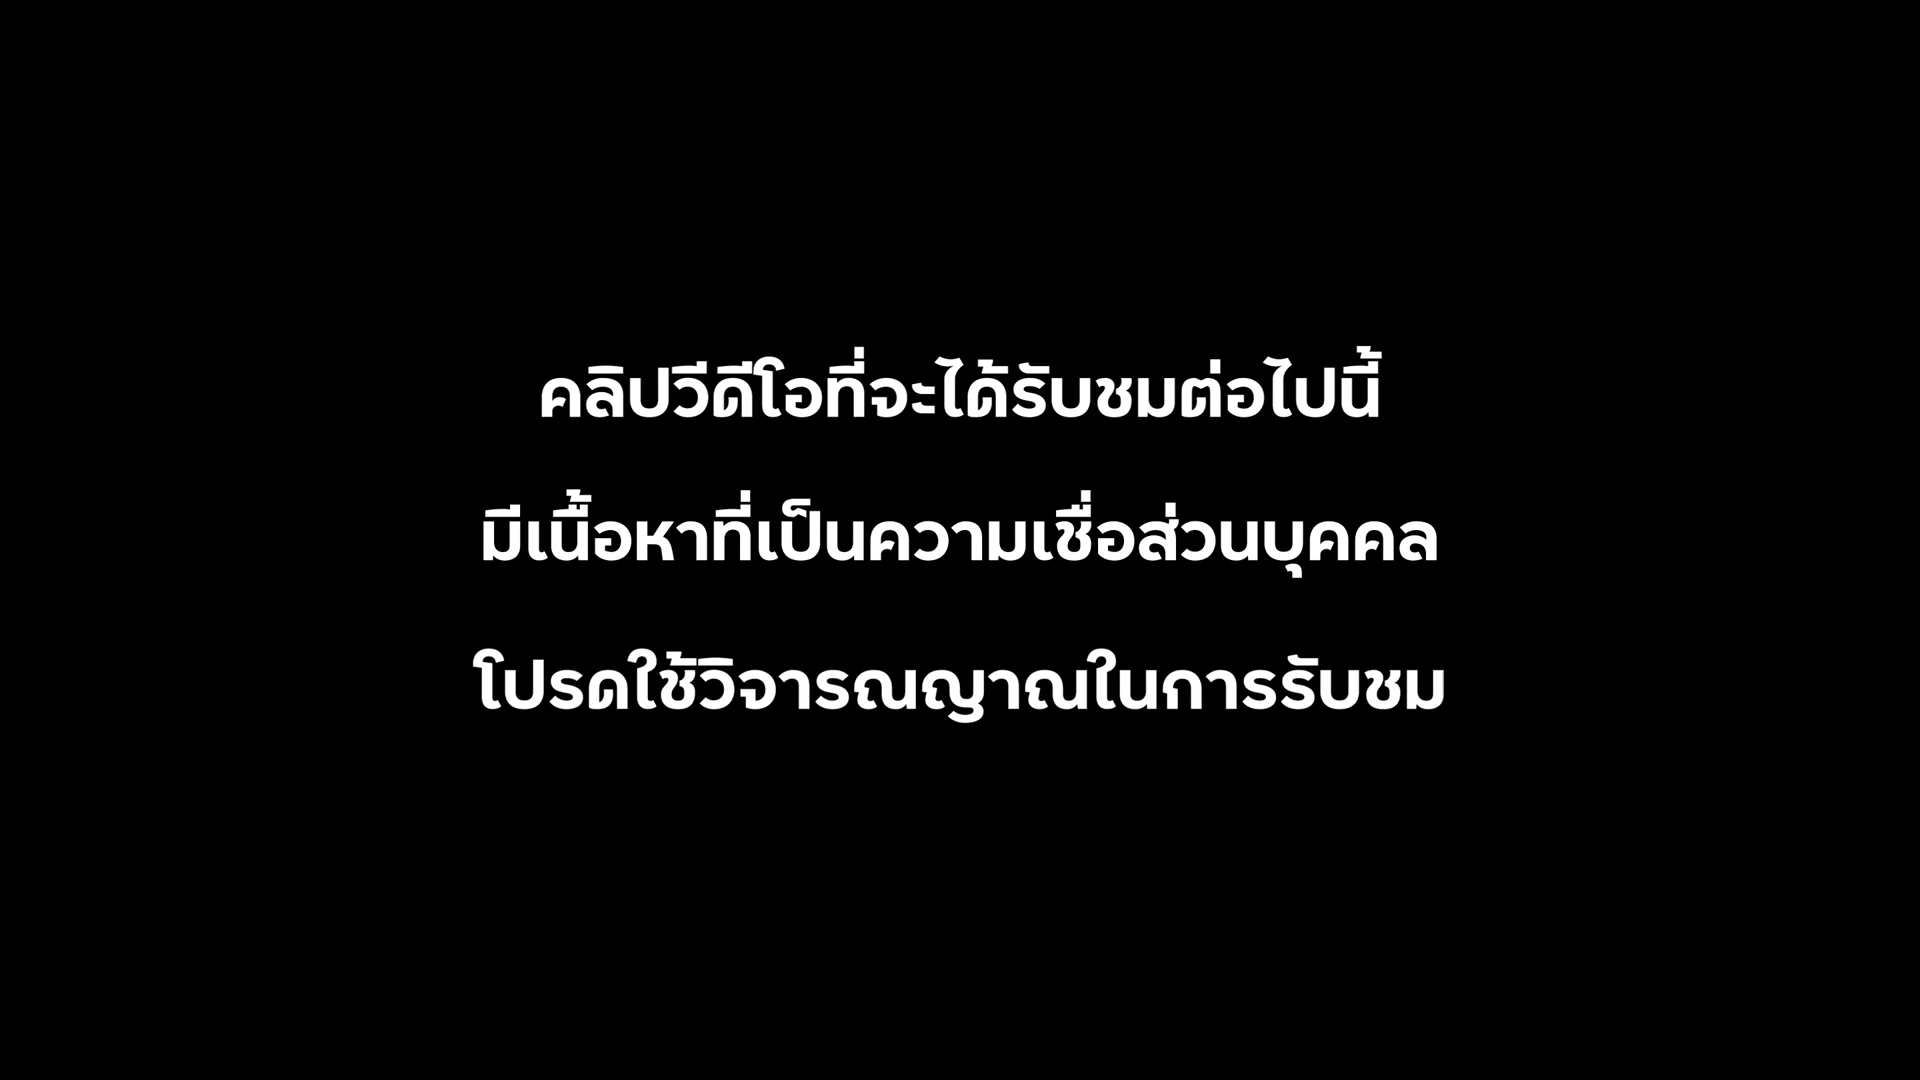 คลิปวีดีโอที่จะได้รับชมต่อไปนี้
มีเนื้อหาที่เป็นความเชื่อส่วนบุคคล
โปรดใช้วิจารณญาณในการรับชม